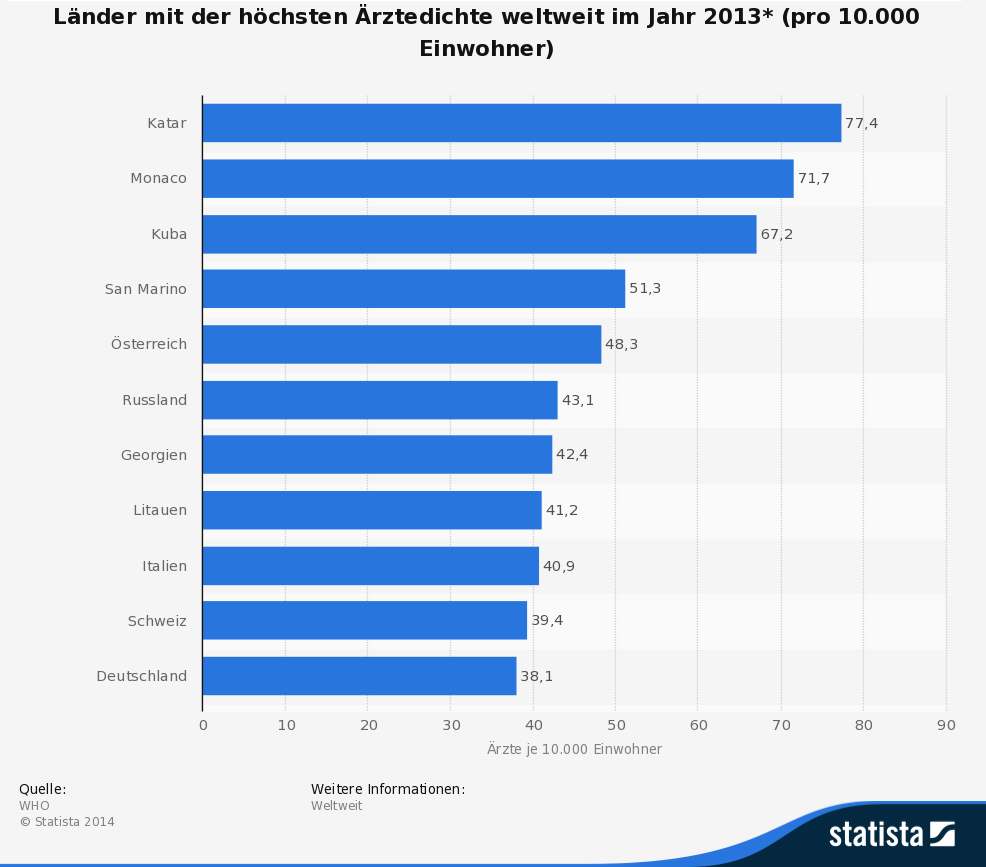 Länder mit der höchsten Ärztedichte weltweit im Jahr 2013* (pro 10.000
Einwohner)
Katar 77,4
Monaco 71,7
Kuba 67,2
San Marino 51,3
Österreich 48,3
Russland 43,1
Georgien 42,4
Litauen 41,2
Italien 40,9
Schweiz 39,4
Deutschland 38,1
0 10 20 30 40 50 60 70 80 90
Ärzte je 10.000 Einwohner
Quelle: Weitere Informationen:
WHO Weltweit
© Statista 2014
statista